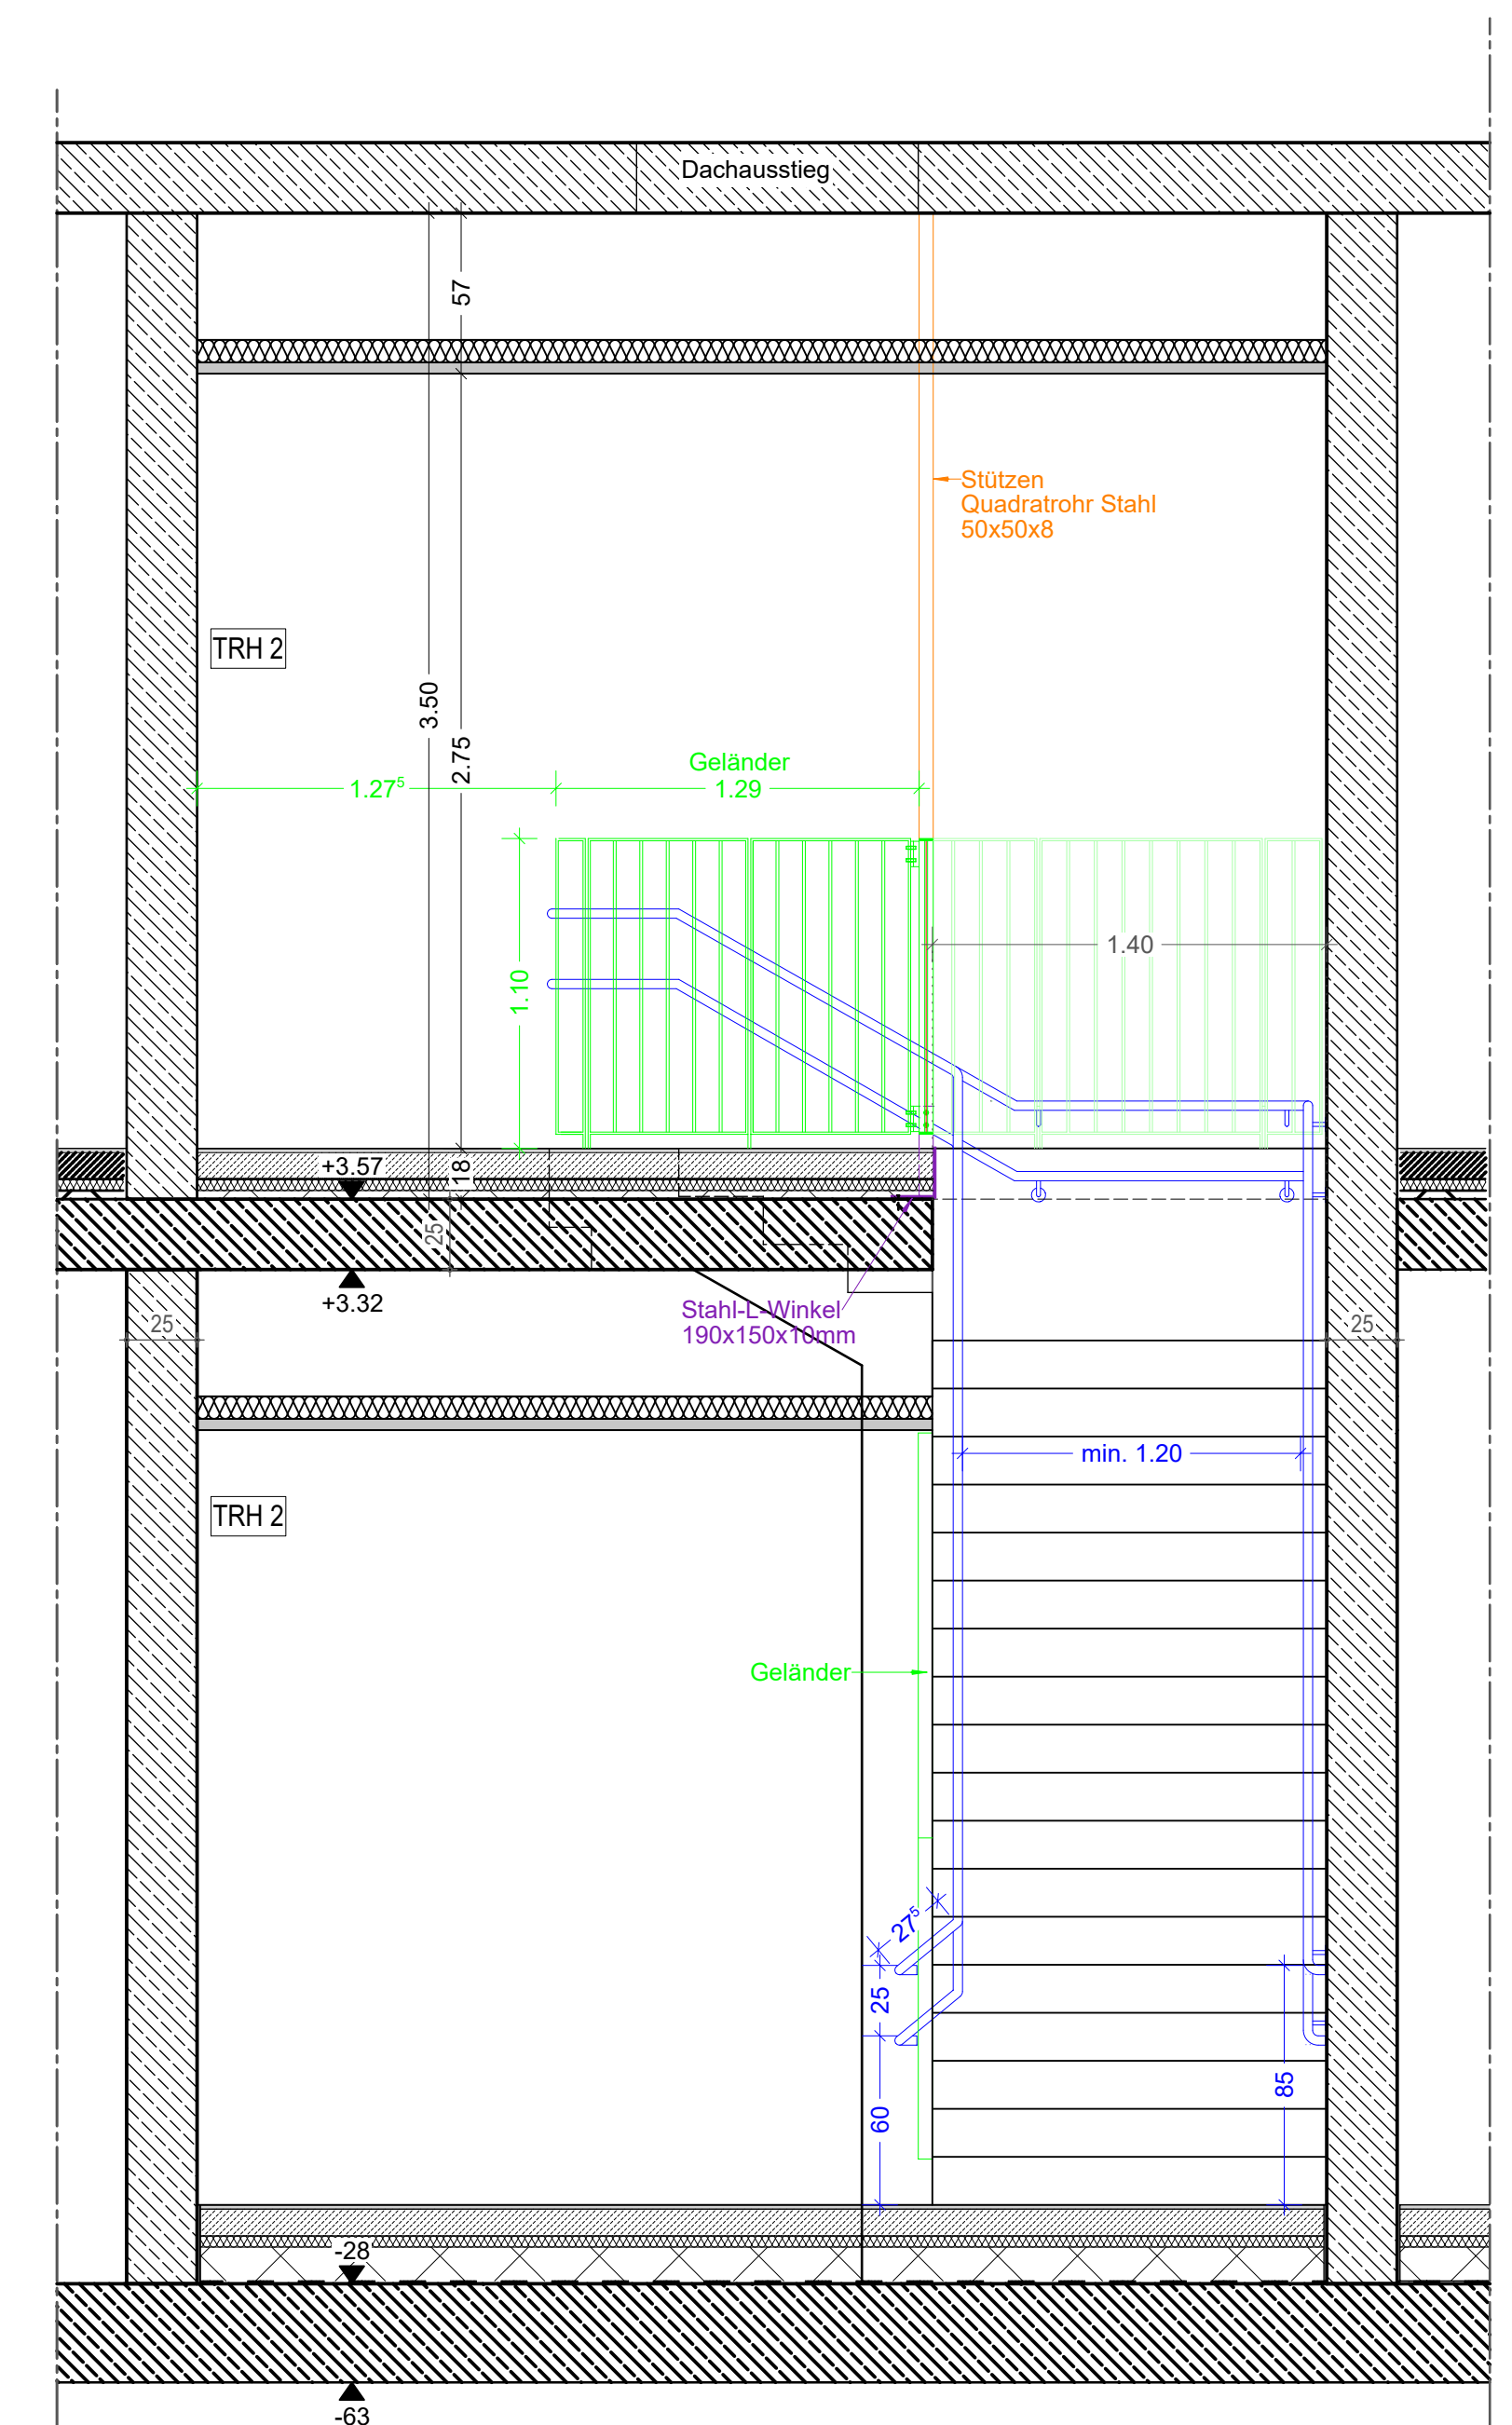 Dachausstieg
57
Stützen
Quadratrohr Stahl
50x50x8
TRH 2
3.50
2.75
Geländer
1.27⁵
1.29
1.40
1.10
+3.57
18
25
+3.32
Stahl-L-Winkel
190x150x10mm
25
25
min. 1.20
TRH 2
Geländer
27⁵
25
85
60
-28
-63